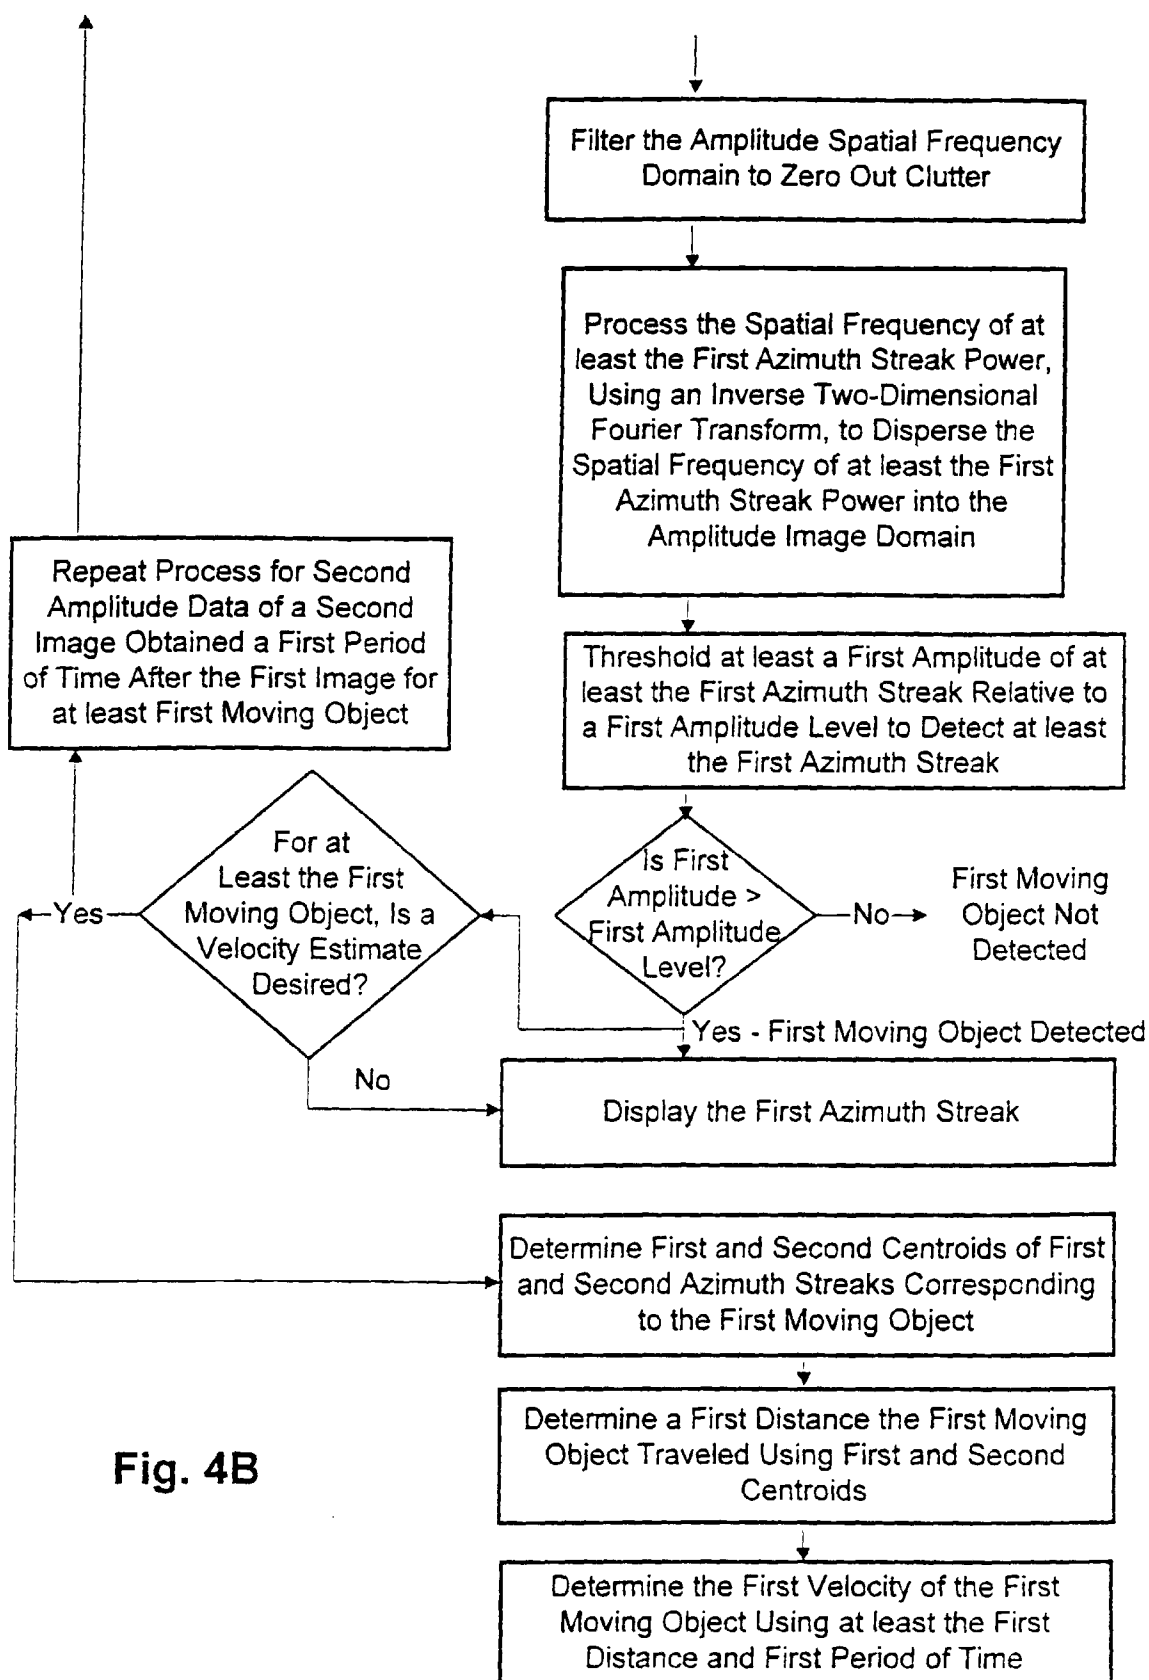 Filter the Amplitude Spatial Frequency
Domain to Zero Out Clutter
Process the Spatial Frequency of at
least the First Azimuth Streak Power,
Using an Inverse Two-Dimensional
Fourier Transform, to Disperse the
Spatial Frequency of at least the First
Azimuth Streak Power into the
Amplitude Image Domain
Repeat Process for Second
Amplitude Data of a Second
Image Obtained a First Period
of Time After the First Image for
at least First Moving Object
Threshold at least a First Amplitude of at
least the First Azimuth Streak Relative to
a First Amplitude Level to Detect at least
the First Azimuth Streak
For at
Least the First
Moving Object, Is a
Velocity Estimate
Desired?
Yes
Is First
Amplitude >
First Amplitude
Level?
No
First Moving
Object Not
Detected
Yes - First Moving Object Detected
No
Display the First Azimuth Streak
Determine First and Second Centroids of First
and Second Azimuth Streaks Corresponding
to the First Moving Object
Determine a First Distance the First Moving
Object Traveled Using First and Second
Centroids
Determine the First Velocity of the First
Moving Object Using at least the First
Distance and First Period of Time
Fig. 4B